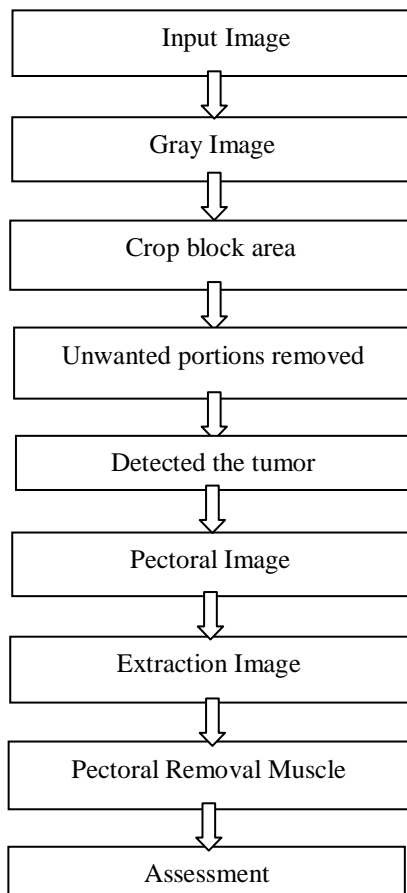 Input Image
Gray Image
Crop block area
Unwanted portions removed
Detected the tumor
Pectoral Image
Extraction Image
Pectoral Removal Muscle
Assessment